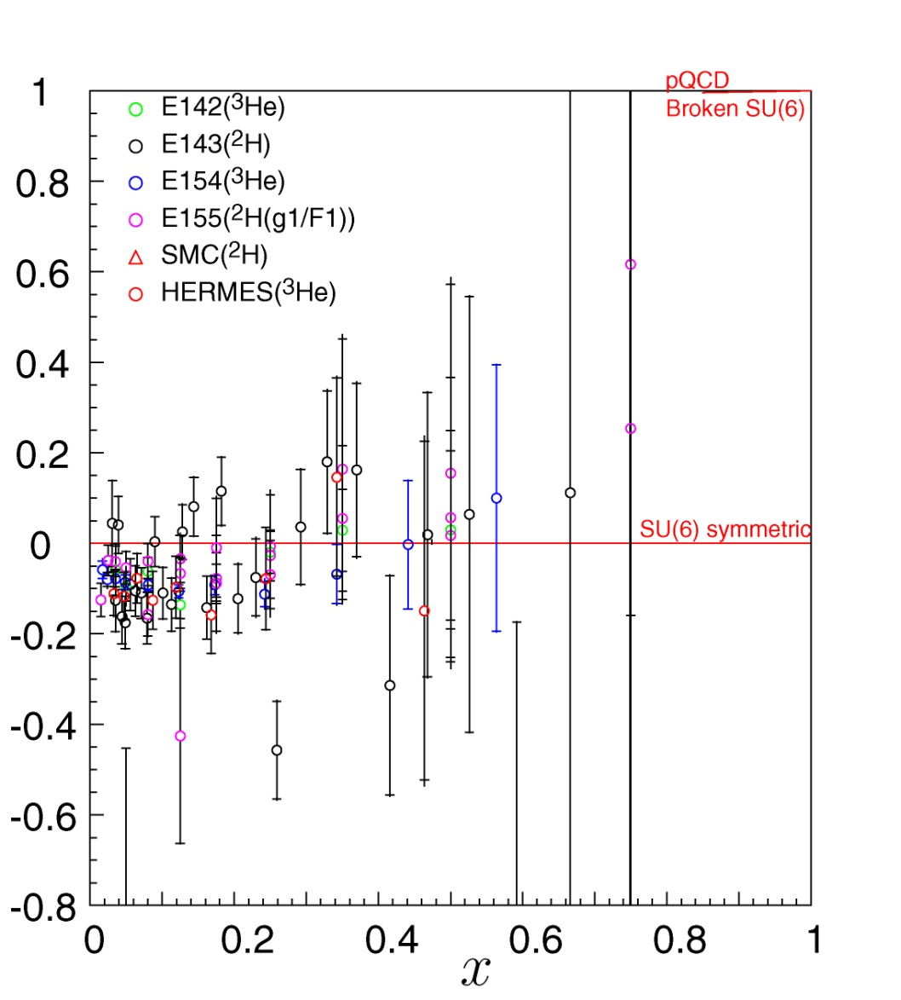 pQCD
Broken SU(6)
E142(³He)
E143(²H)
E154(³He)
E155(²H(g1/F1))
SMC(²H)
HERMES(³He)
SU(6) symmetric
1
0.8
0.6
0.4
0.2
0
-0.2
-0.4
-0.6
-0.8
0 0.2 0.4 0.6 0.8 1
x